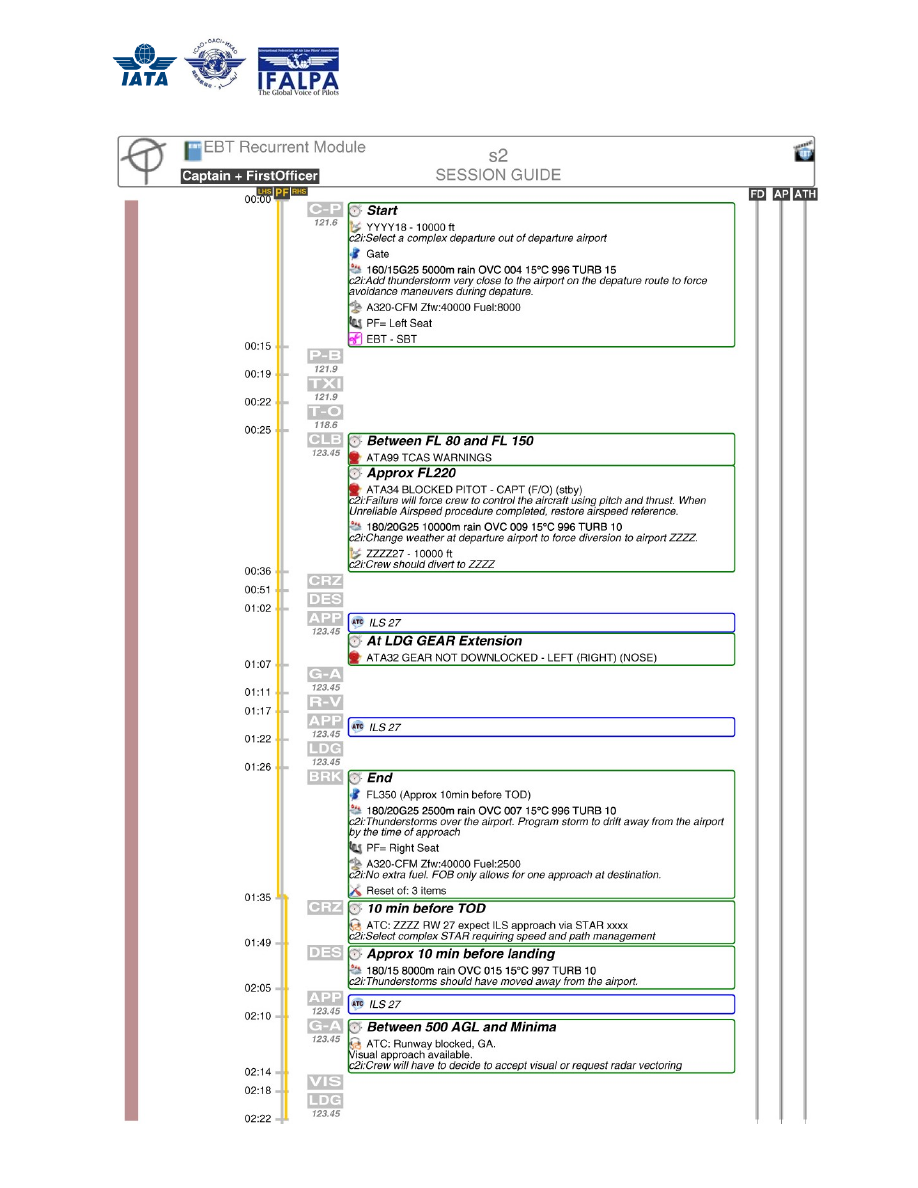 IATA
ICAO · OACI · ИКАО
International Federation of Air Line Pilots' Associations
IFALPA
The Global Voice of Pilots
EBT
EBT Recurrent Module
s2
SESSION GUIDE
EBT
Captain + FirstOfficer
LHS PF RHS
FD AP ATH
00:00
C-P
121.6
Start
YYYY18 - 10000 ft
c2i:Select a complex departure out of departure airport
Gate
160/15G25 5000m rain OVC 004 15°C 996 TURB 15
c2i:Add thunderstorm very close to the airport on the depature route to force
avoidance maneuvers during depature.
A320-CFM Zfw:40000 Fuel:8000
PF= Left Seat
EBT - SBT
00:15
P-B
121.9
00:19
TXI
121.9
00:22
T-O
118.6
00:25
CLB
123.45
Between FL 80 and FL 150
ATA99 TCAS WARNINGS
Approx FL220
ATA34 BLOCKED PITOT - CAPT (F/O) (stby)
c2i:Failure will force crew to control the aircraft using pitch and thrust. When
Unreliable Airspeed procedure completed, restore airspeed reference.
180/20G25 10000m rain OVC 009 15°C 996 TURB 10
c2i:Change weather at departure airport to force diversion to airport ZZZZ.
ZZZZ27 - 10000 ft
c2i:Crew should divert to ZZZZ
00:36
CRZ
00:51
DES
01:02
APP
123.45
ATC ILS 27
At LDG GEAR Extension
ATA32 GEAR NOT DOWNLOCKED - LEFT (RIGHT) (NOSE)
01:07
G-A
123.45
01:11
R-V
01:17
APP
123.45
ATC ILS 27
01:22
LDG
123.45
01:26
BRK
End
FL350 (Approx 10min before TOD)
180/20G25 2500m rain OVC 007 15°C 996 TURB 10
c2i:Thunderstorms over the airport. Program storm to drift away from the airport
by the time of approach
PF= Right Seat
A320-CFM Zfw:40000 Fuel:2500
c2i:No extra fuel. FOB only allows for one approach at destination.
Reset of: 3 items
01:35
CRZ
10 min before TOD
ATC: ZZZZ RW 27 expect ILS approach via STAR xxxx
c2i:Select complex STAR requiring speed and path management
01:49
DES
Approx 10 min before landing
180/15 8000m rain OVC 015 15°C 997 TURB 10
c2i:Thunderstorms should have moved away from the airport.
02:05
APP
123.45
ATC ILS 27
02:10
G-A
123.45
Between 500 AGL and Minima
ATC: Runway blocked, GA.
Visual approach available.
c2i:Crew will have to decide to accept visual or request radar vectoring
02:14
VIS
02:18
LDG
123.45
02:22